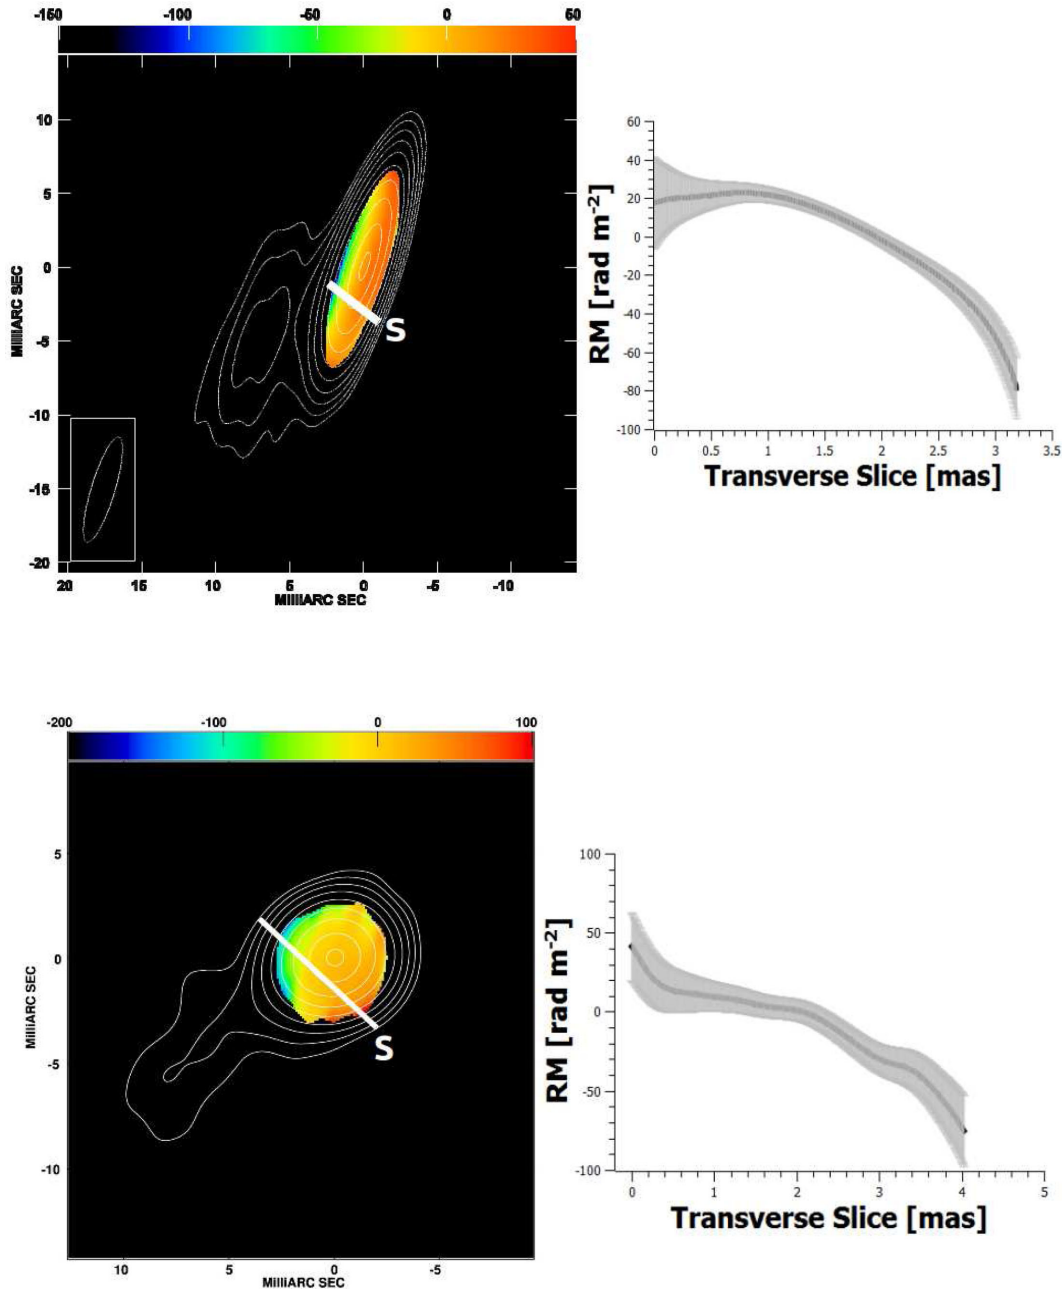 -150 -100 -50 0 50
10
5
0
-5
-10
-15
-20
MilliARC SEC
20 15 10 5 0 -5 -10
MilliARC SEC
S
60
40
20
0
-20
-40
-60
-80
-100
RM [rad m-2]
0 0.5 1 1.5 2 2.5 3 3.5
Transverse Slice [mas]
-200 -100 0 100
5
0
-5
-10
MilliARC SEC
10 5 0 -5
MilliARC SEC
S
100
50
0
-50
-100
RM [rad m-2]
0 1 2 3 4 5
Transverse Slice [mas]